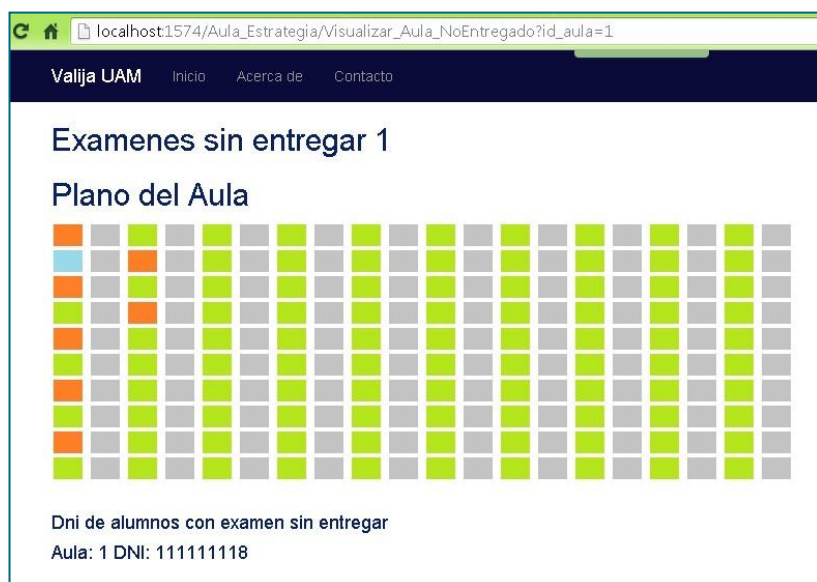 localhost:1574/Aula_Estrategia/Visualizar_Aula_NoEntregado?id_aula=1
Valija UAM Inicio Acerca de Contacto
Examenes sin entregar 1
Plano del Aula
Dni de alumnos con examen sin entregar
Aula: 1 DNI: 111111118